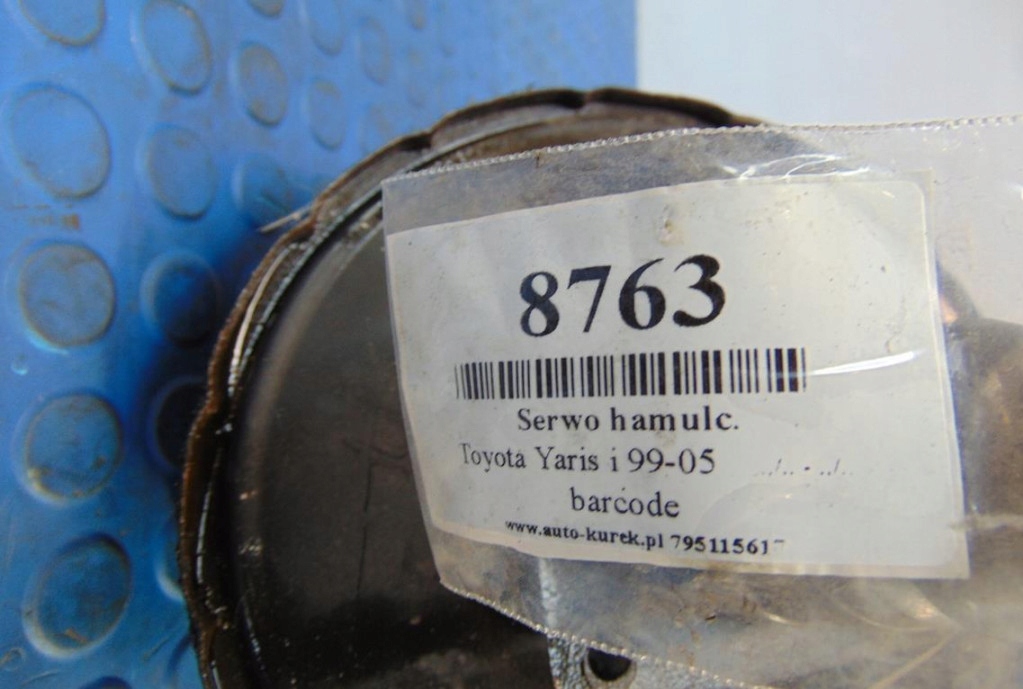 8763
Serwo hamulc.
Toyota Yaris i 99-05
barcode
www.auto-kurek.pl